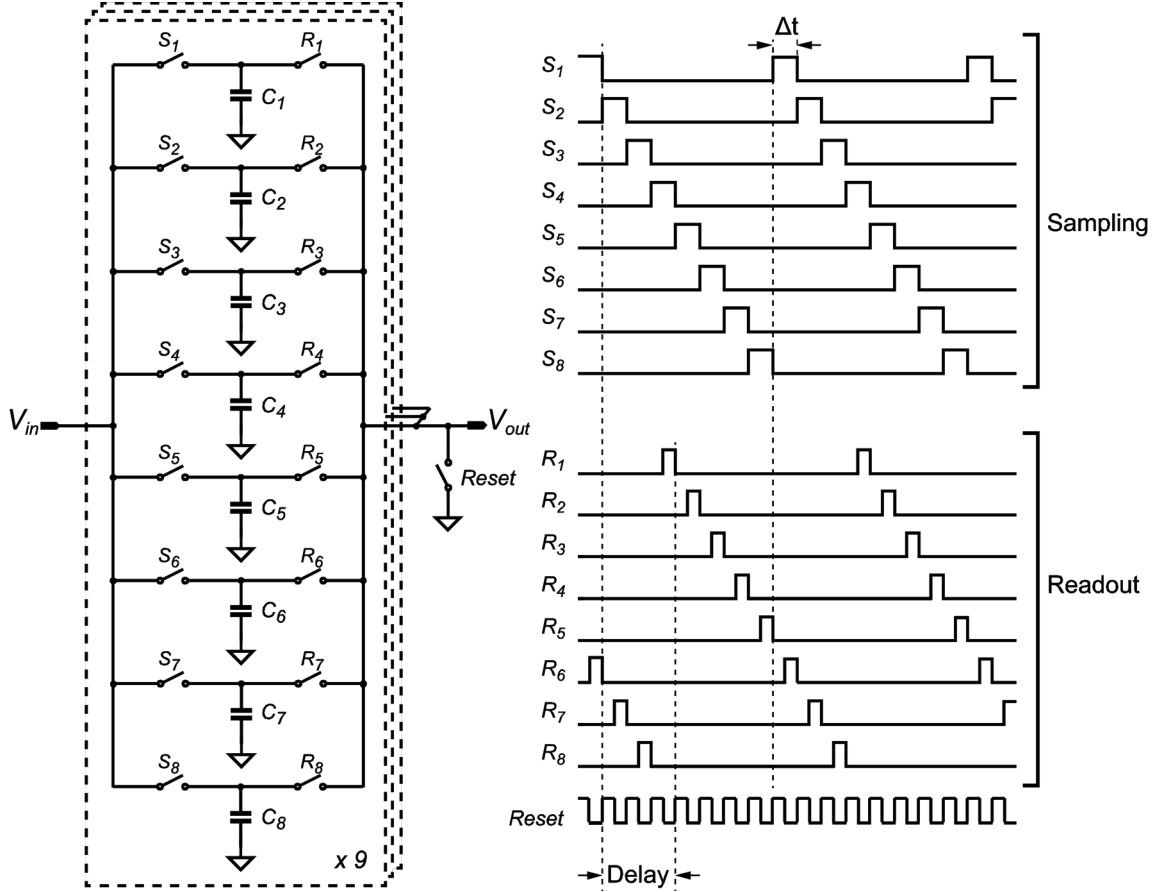 S1 R1
C1
S2 R2
C2
S3 R3
C3
S4 R4
C4
Vin Vout
S5 R5
Reset
C5
S6 R6
C6
S7 R7
C7
S8 R8
C8
x 9
Δt
S1
S2
S3
S4
S5
S6
S7
S8
Sampling
R1
R2
R3
R4
R5
R6
R7
R8
Readout
Reset
Delay